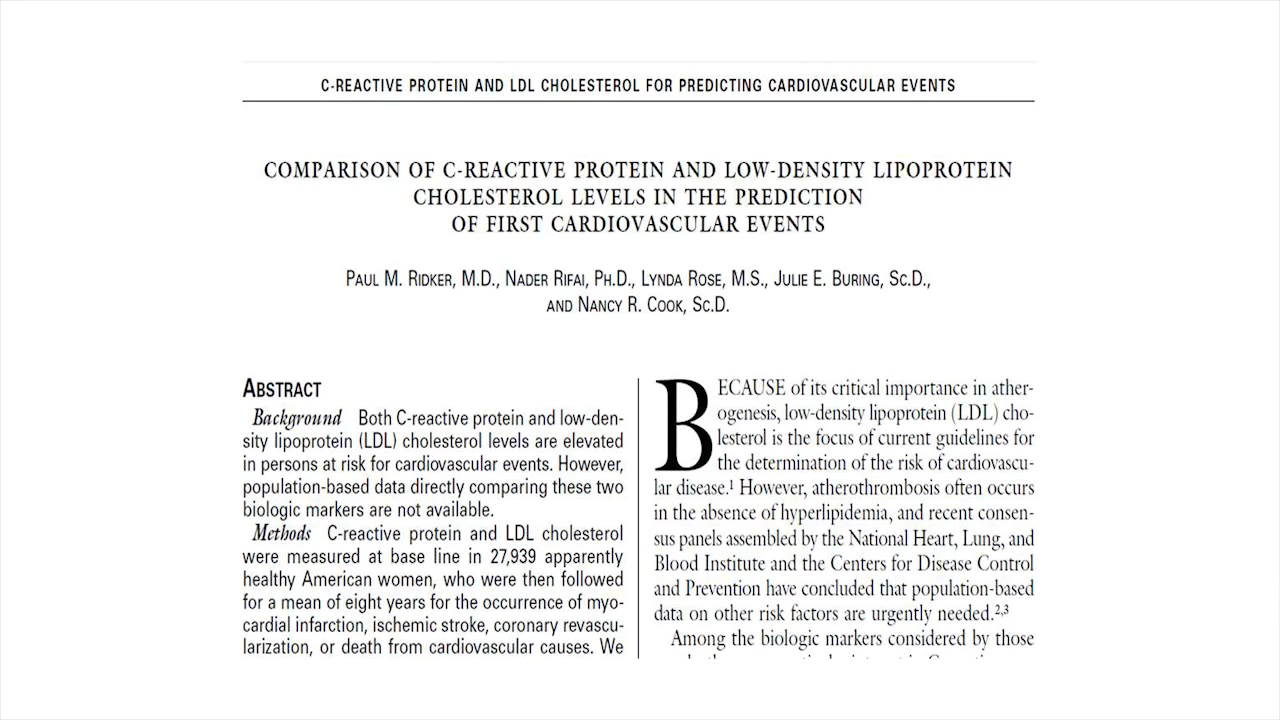 C-REACTIVE PROTEIN AND LDL CHOLESTEROL FOR PREDICTING CARDIOVASCULAR EVENTS
COMPARISON OF C-REACTIVE PROTEIN AND LOW-DENSITY LIPOPROTEIN
CHOLESTEROL LEVELS IN THE PREDICTION
OF FIRST CARDIOVASCULAR EVENTS
PAUL M. RIDKER, M.D., NADER RIFAI, PH.D., LYNDA ROSE, M.S., JULIE E. BURING, SC.D.,
AND NANCY R. COOK, SC.D.
ABSTRACT
Background Both C-reactive protein and low-den-
sity lipoprotein (LDL) cholesterol levels are elevated
in persons at risk for cardiovascular events. However,
population-based data directly comparing these two
biologic markers are not available.
Methods C-reactive protein and LDL cholesterol
were measured at base line in 27,939 apparently
healthy American women, who were then followed
for a mean of eight years for the occurrence of myo-
cardial infarction, ischemic stroke, coronary revascu-
larization, or death from cardiovascular causes. We
BECAUSE of its critical importance in ather-
ogenesis, low-density lipoprotein (LDL) cho-
lesterol is the focus of current guidelines for
the determination of the risk of cardiovascu-
lar disease.1 However, atherothrombosis often occurs
in the absence of hyperlipidemia, and recent consen-
sus panels assembled by the National Heart, Lung, and
Blood Institute and the Centers for Disease Control
and Prevention have concluded that population-based
data on other risk factors are urgently needed.2,3
Among the biologic markers considered by those